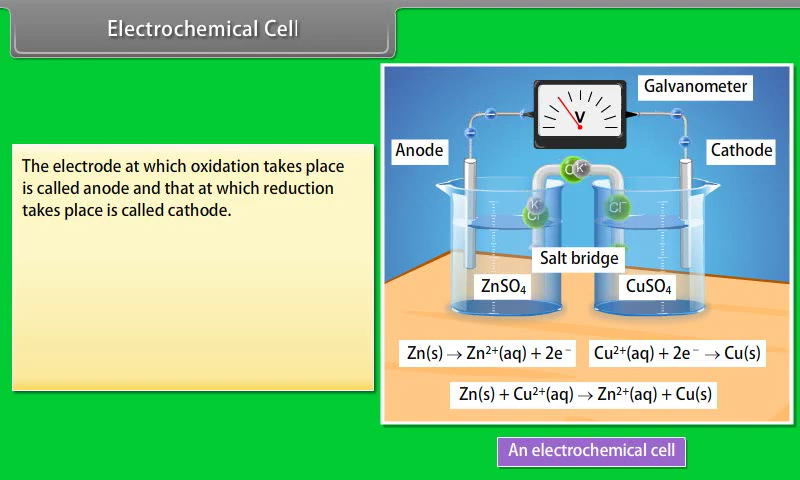 Electrochemical Cell
The electrode at which oxidation takes place
is called anode and that at which reduction
takes place is called cathode.
Galvanometer
V
Anode
Cathode
K⁺
K
Cl
Cl⁻
Salt bridge
ZnSO₄
CuSO₄
Zn(s) → Zn²⁺(aq) + 2e⁻
Cu²⁺(aq) + 2e⁻ → Cu(s)
Zn(s) + Cu²⁺(aq) → Zn²⁺(aq) + Cu(s)
An electrochemical cell